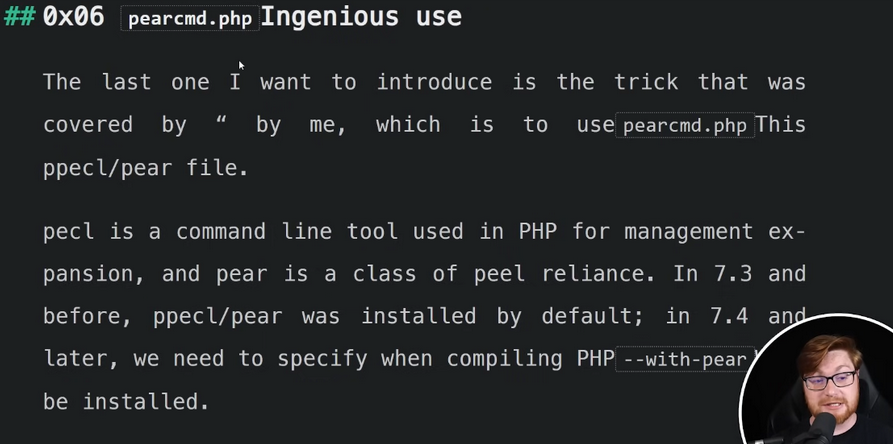 ## 0x06 pearcmd.php Ingenious use
The last one I want to introduce is the trick that was
covered by “ by me, which is to use pearcmd.php This
ppecl/pear file.
pecl is a command line tool used in PHP for management ex-
pansion, and pear is a class of peel reliance. In 7.3 and
before, ppecl/pear was installed by default; in 7.4 and
later, we need to specify when compiling PHP --with-pear
be installed.